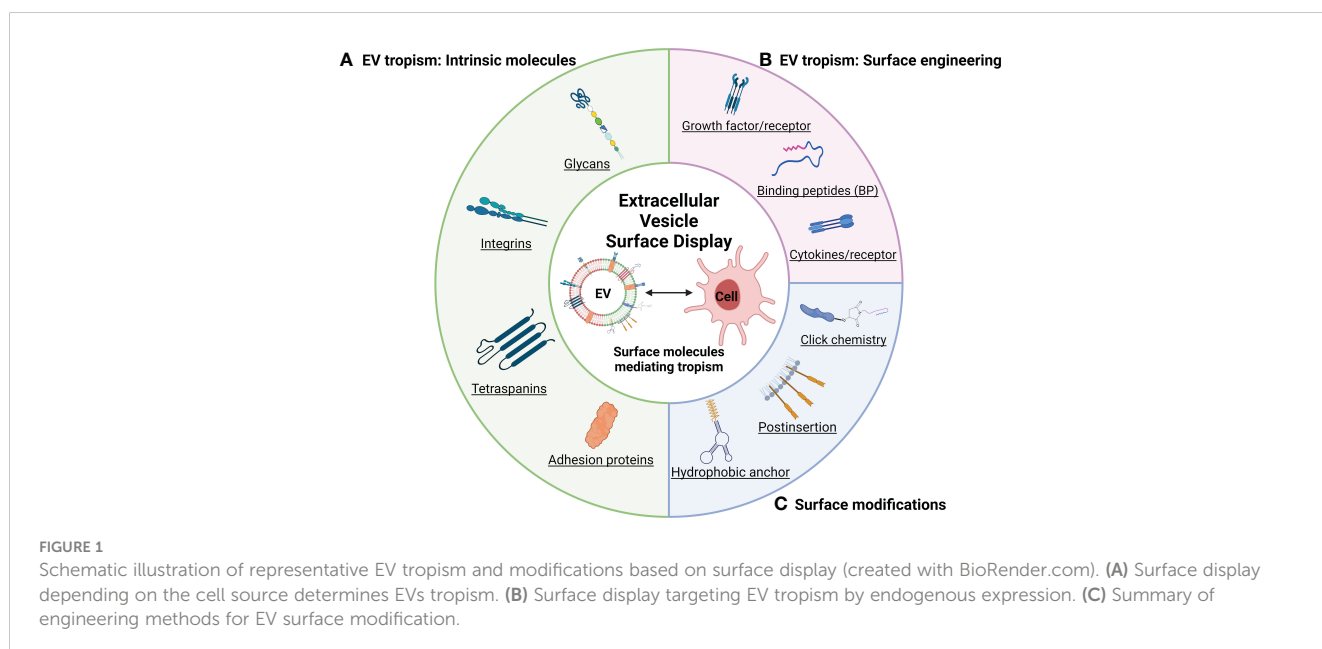 A EV tropism: Intrinsic molecules
B EV tropism: Surface engineering
Glycans
Integrins
Tetraspanins
Adhesion proteins
Growth factor/receptor
Binding peptides (BP)
Cytokines/receptor
Extracellular
Vesicle
Surface Display
EV
Cell
Surface molecules
mediating tropism
Click chemistry
Postinsertion
Hydrophobic anchor
C Surface modifications
FIGURE 1
Schematic illustration of representative EV tropism and modifications based on surface display (created with BioRender.com). (A) Surface display
depending on the cell source determines EVs tropism. (B) Surface display targeting EV tropism by endogenous expression. (C) Summary of
engineering methods for EV surface modification.